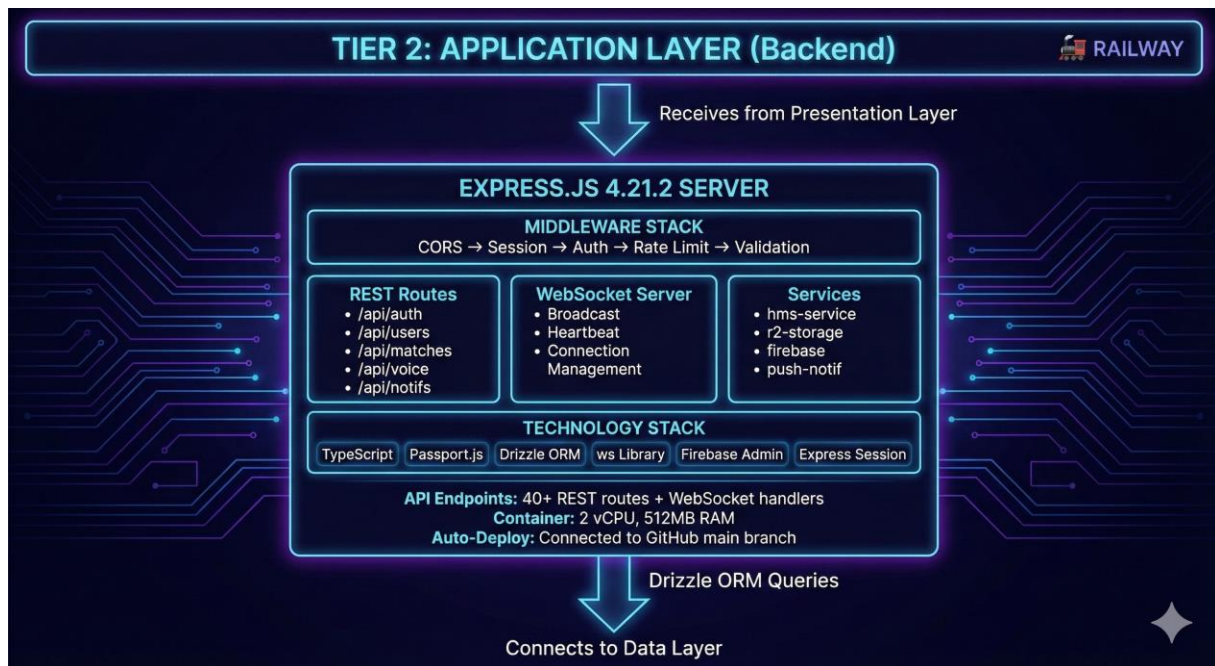 TIER 2: APPLICATION LAYER (Backend)
RAILWAY
Receives from Presentation Layer
EXPRESS.JS 4.21.2 SERVER
MIDDLEWARE STACK
CORS → Session → Auth → Rate Limit → Validation
REST Routes
• /api/auth
• /api/users
• /api/matches
• /api/voice
• /api/notifs
WebSocket Server
• Broadcast
• Heartbeat
• Connection
Management
Services
• hms-service
• r2-storage
• firebase
• push-notif
TECHNOLOGY STACK
TypeScript Passport.js Drizzle ORM ws Library Firebase Admin Express Session
API Endpoints: 40+ REST routes + WebSocket handlers
Container: 2 vCPU, 512MB RAM
Auto-Deploy: Connected to GitHub main branch
Drizzle ORM Queries
Connects to Data Layer